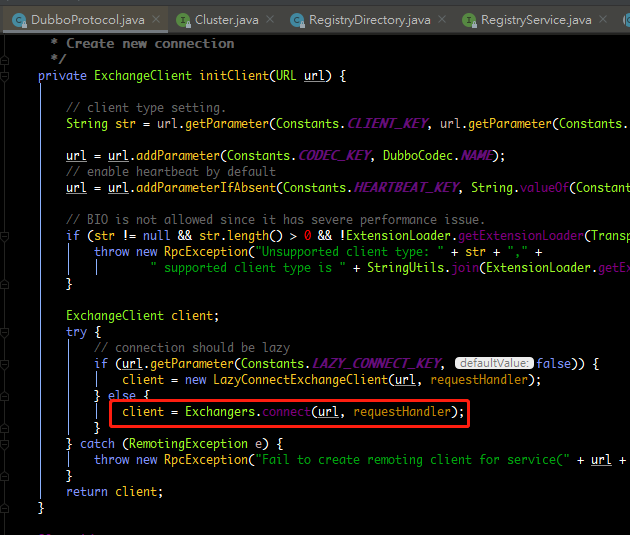 DubboProtocol.java × Cluster.java × RegistryDirectory.java × RegistryService.java ×
* Create new connection
*/
private ExchangeClient initClient(URL url) {
// client type setting.
String str = url.getParameter(Constants.CLIENT_KEY, url.getParameter(Constants.
url = url.addParameter(Constants.CODEC_KEY, DubboCodec.NAME);
// enable heartbeat by default
url = url.addParameterIfAbsent(Constants.HEARTBEAT_KEY, String.valueOf(Constant
// BIO is not allowed since it has severe performance issue.
if (str != null && str.length() > 0 && !ExtensionLoader.getExtensionLoader(Transp
throw new RpcException("Unsupported client type: " + str + "," +
" supported client type is " + StringUtils.join(ExtensionLoader.getEx
}
ExchangeClient client;
try {
// connection should be lazy
if (url.getParameter(Constants.LAZY_CONNECT_KEY, defaultValue: false)) {
client = new LazyConnectExchangeClient(url, requestHandler);
} else {
client = Exchangers.connect(url, requestHandler);
}
} catch (RemotingException e) {
throw new RpcException("Fail to create remoting client for service(" + url +
}
return client;
}